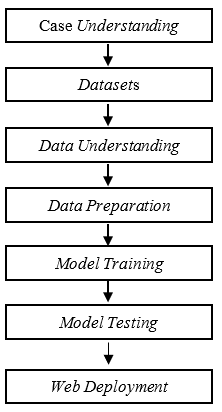 Case Understanding
Datasets
Data Understanding
Data Preparation
Model Training
Model Testing
Web Deployment